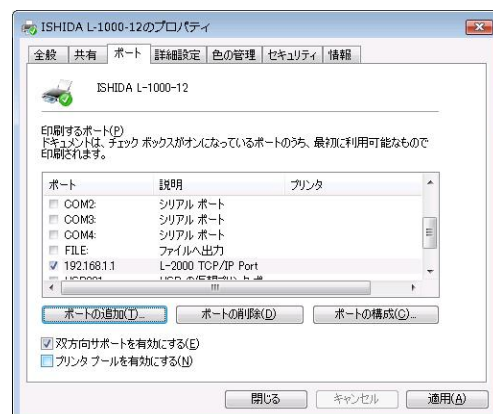 ISHIDA L-1000-12のプロパティ
全般 共有 ポート 詳細設定 色の管理 セキュリティ 情報
ISHIDA L-1000-12
印刷するポート(P)
ドキュメントは、チェック ボックスがオンになっているポートのうち、最初に利用可能なもので
印刷されます。
ポート 説明 プリンタ
COM2: シリアル ポート
COM3: シリアル ポート
COM4: シリアル ポート
FILE: ファイルへ出力
192.168.1.1 L-2000 TCP/IP Port
ポートの追加(T)... ポートの削除(D) ポートの構成(C)...
双方向サポートを有効にする(E)
プリンタ プールを有効にする(N)
閉じる キャンセル 適用(A)